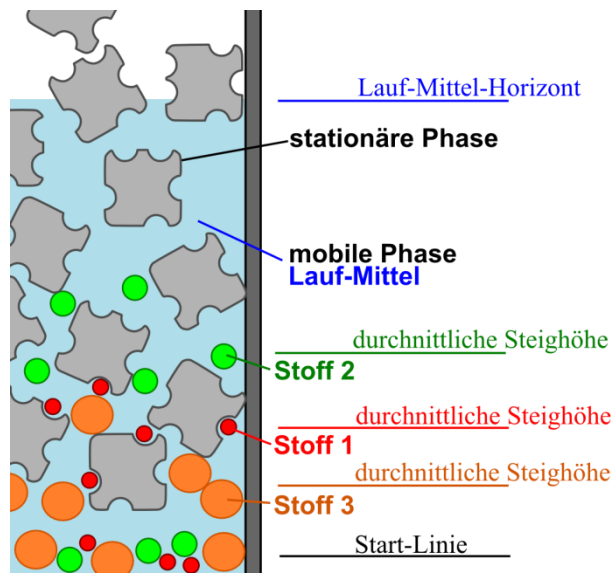 Lauf-Mittel-Horizont
stationäre Phase
mobile Phase
Lauf-Mittel
durchnittliche Steighöhe
Stoff 2
durchnittliche Steighöhe
Stoff 1
durchnittliche Steighöhe
Stoff 3
Start-Linie